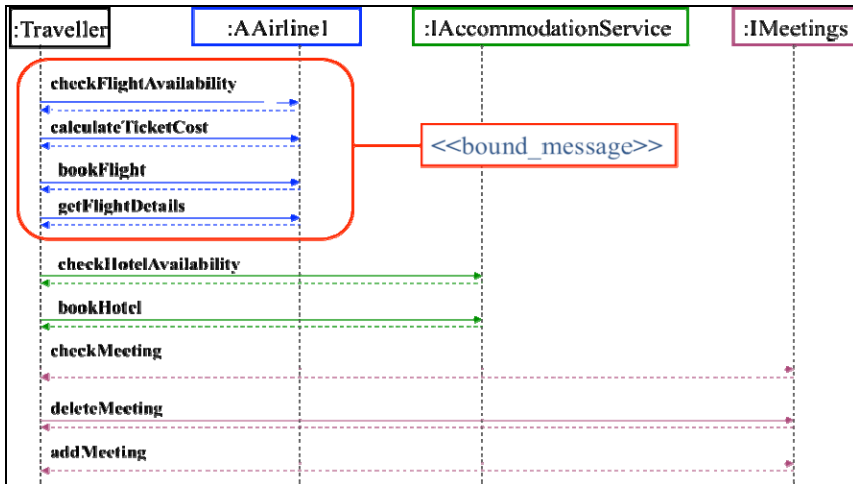 :Traveller
:AAirline1
:IAccommodationService
:IMeetings
checkFlightAvailability
calculateTicketCost
<<bound_message>>
bookFlight
getFlightDetails
checkHotelAvailability
bookHotel
checkMeeting
deleteMeeting
addMeeting